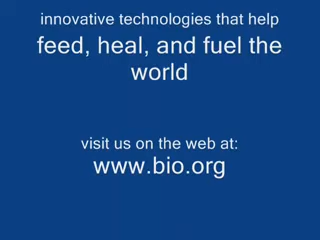 innovative technologies that help
feed, heal, and fuel the
world
visit us on the web at:
www.bio.org